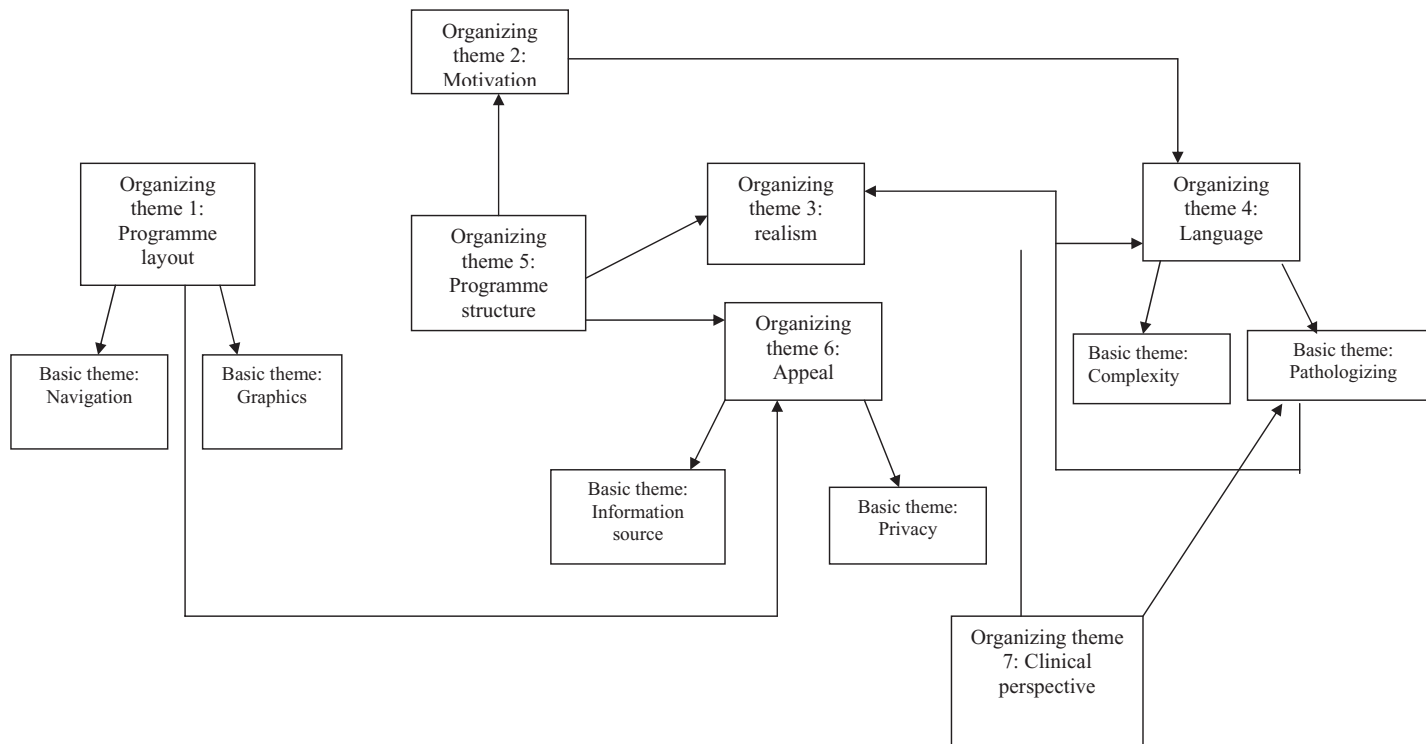 Organizing
theme 2:
Motivation
Organizing
theme 1:
Programme
layout
Organizing
theme 3:
realism
Organizing
theme 4:
Language
Organizing
theme 5:
Programme
structure
Organizing
theme 6:
Appeal
Basic theme:
Navigation
Basic theme:
Graphics
Basic theme:
Complexity
Basic theme:
Pathologizing
Basic theme:
Information
source
Basic theme:
Privacy
Organizing theme
7: Clinical
perspective